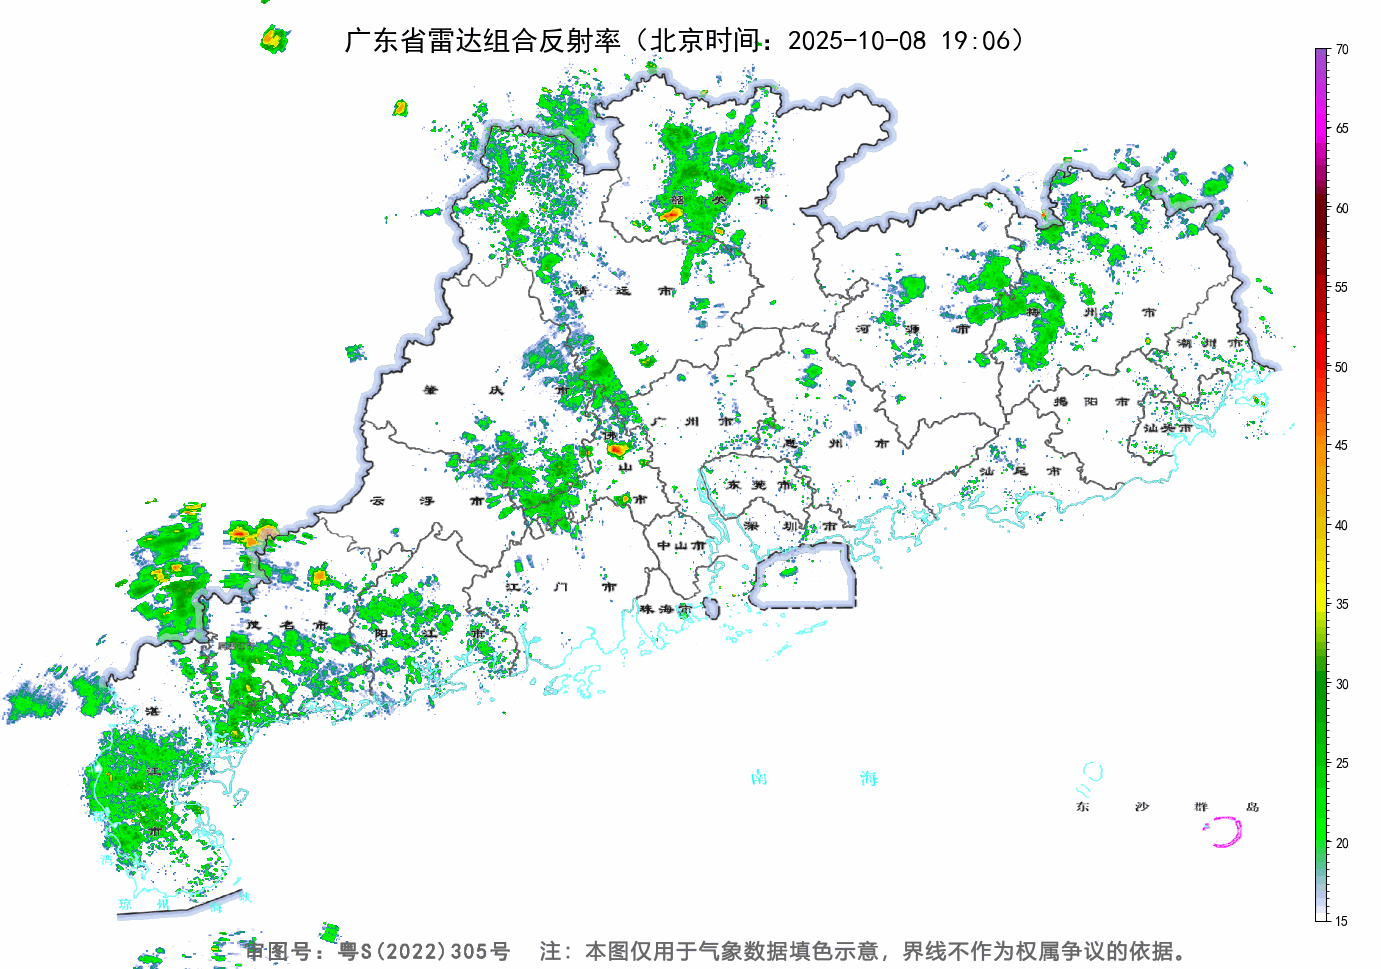 广东省雷达组合反射率（北京时间：2025-10-08 19:06）
70
65
60
55
50
45
40
35
30
25
20
15
韶关市
清远市
河源市
梅州市
潮州市
肇庆市
广州市
佛山市
惠州市
揭阳市
汕头市
汕尾市
东莞市
云浮市
深圳市
中山市
江门市
珠海市
茂名市
阳江市
湛江市
南海
东沙群岛
湾
琼州海峡
审图号：粤S(2022)305号 注：本图仅用于气象数据填色示意，界线不作为权属争议的依据。